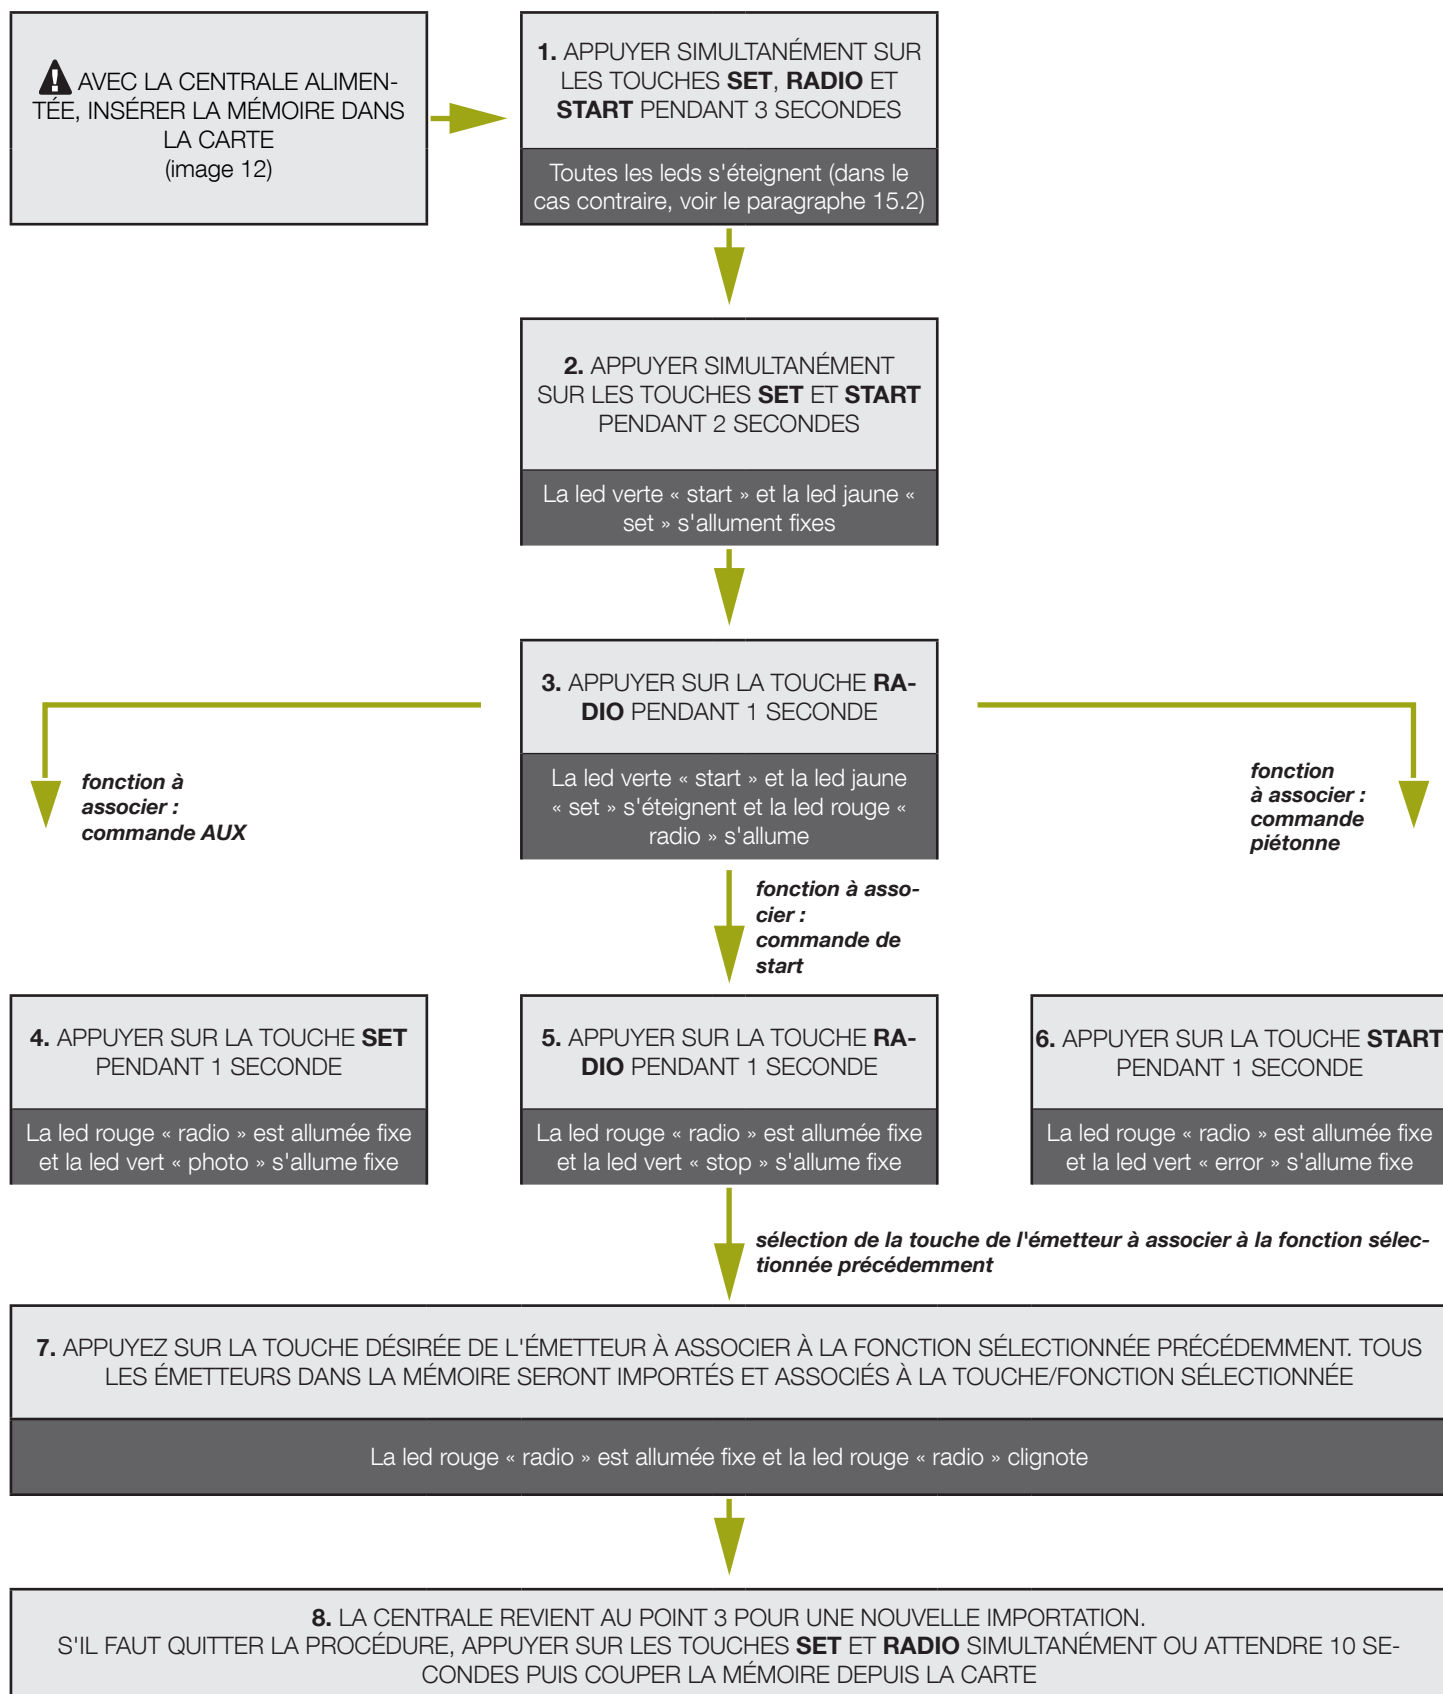 AVEC LA CENTRALE ALIMEN-
TÉE, INSÉRER LA MÉMOIRE DANS
LA CARTE
(image 12)
1. APPUYER SIMULTANÉMENT SUR
LES TOUCHES SET, RADIO ET
START PENDANT 3 SECONDES
Toutes les leds s'éteignent (dans le
cas contraire, voir le paragraphe 15.2)
2. APPUYER SIMULTANÉMENT
SUR LES TOUCHES SET ET START
PENDANT 2 SECONDES
La led verte « start » et la led jaune «
set » s'allument fixes
3. APPUYER SUR LA TOUCHE RA-
DIO PENDANT 1 SECONDE
La led verte « start » et la led jaune
« set » s'éteignent et la led rouge «
radio » s'allume
fonction à
associer :
commande AUX
fonction à asso-
cier :
commande de
start
fonction
à associer :
commande
piétonne
4. APPUYER SUR LA TOUCHE SET
PENDANT 1 SECONDE
La led rouge « radio » est allumée fixe
et la led vert « photo » s'allume fixe
5. APPUYER SUR LA TOUCHE RA-
DIO PENDANT 1 SECONDE
La led rouge « radio » est allumée fixe
et la led vert « stop » s'allume fixe
6. APPUYER SUR LA TOUCHE START
PENDANT 1 SECONDE
La led rouge « radio » est allumée fixe
et la led vert « error » s'allume fixe
sélection de la touche de l'émetteur à associer à la fonction sélec-
tionnée précédemment
7. APPUYEZ SUR LA TOUCHE DÉSIRÉE DE L'ÉMETTEUR À ASSOCIER À LA FONCTION SÉLECTIONNÉE PRÉCÉDEMMENT. TOUS
LES ÉMETTEURS DANS LA MÉMOIRE SERONT IMPORTÉS ET ASSOCIÉS À LA TOUCHE/FONCTION SÉLECTIONNÉE
La led rouge « radio » est allumée fixe et la led rouge « radio » clignote
8. LA CENTRALE REVIENT AU POINT 3 POUR UNE NOUVELLE IMPORTATION.
S'IL FAUT QUITTER LA PROCÉDURE, APPUYER SUR LES TOUCHES SET ET RADIO SIMULTANÉMENT OU ATTENDRE 10 SE-
CONDES PUIS COUPER LA MÉMOIRE DEPUIS LA CARTE